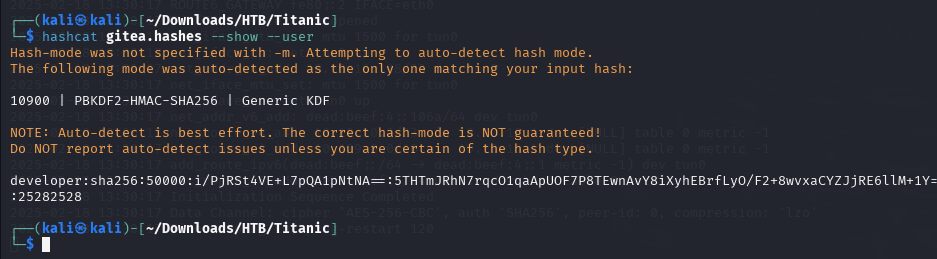 ┌──(kali㉿kali)-[~/Downloads/HTB/Titanic]
└─$ hashcat gitea.hashes --show --user
Hash-mode was not specified with -m. Attempting to auto-detect hash mode.
The following mode was auto-detected as the only one matching your input hash:
10900 | PBKDF2-HMAC-SHA256 | Generic KDF
NOTE: Auto-detect is best effort. The correct hash-mode is NOT guaranteed!
Do NOT report auto-detect issues unless you are certain of the hash type.
developer:sha256:50000:i/PjRSt4VE+L7pQA1pNtNA==:5THTmJRhN7rqcO1qaApUOF7P8TEwnAvY8iXyhEBrfLyO/F2+8wvxaCYZJjRE6llM+1Y=
:25282528
┌──(kali㉿kali)-[~/Downloads/HTB/Titanic]
└─$